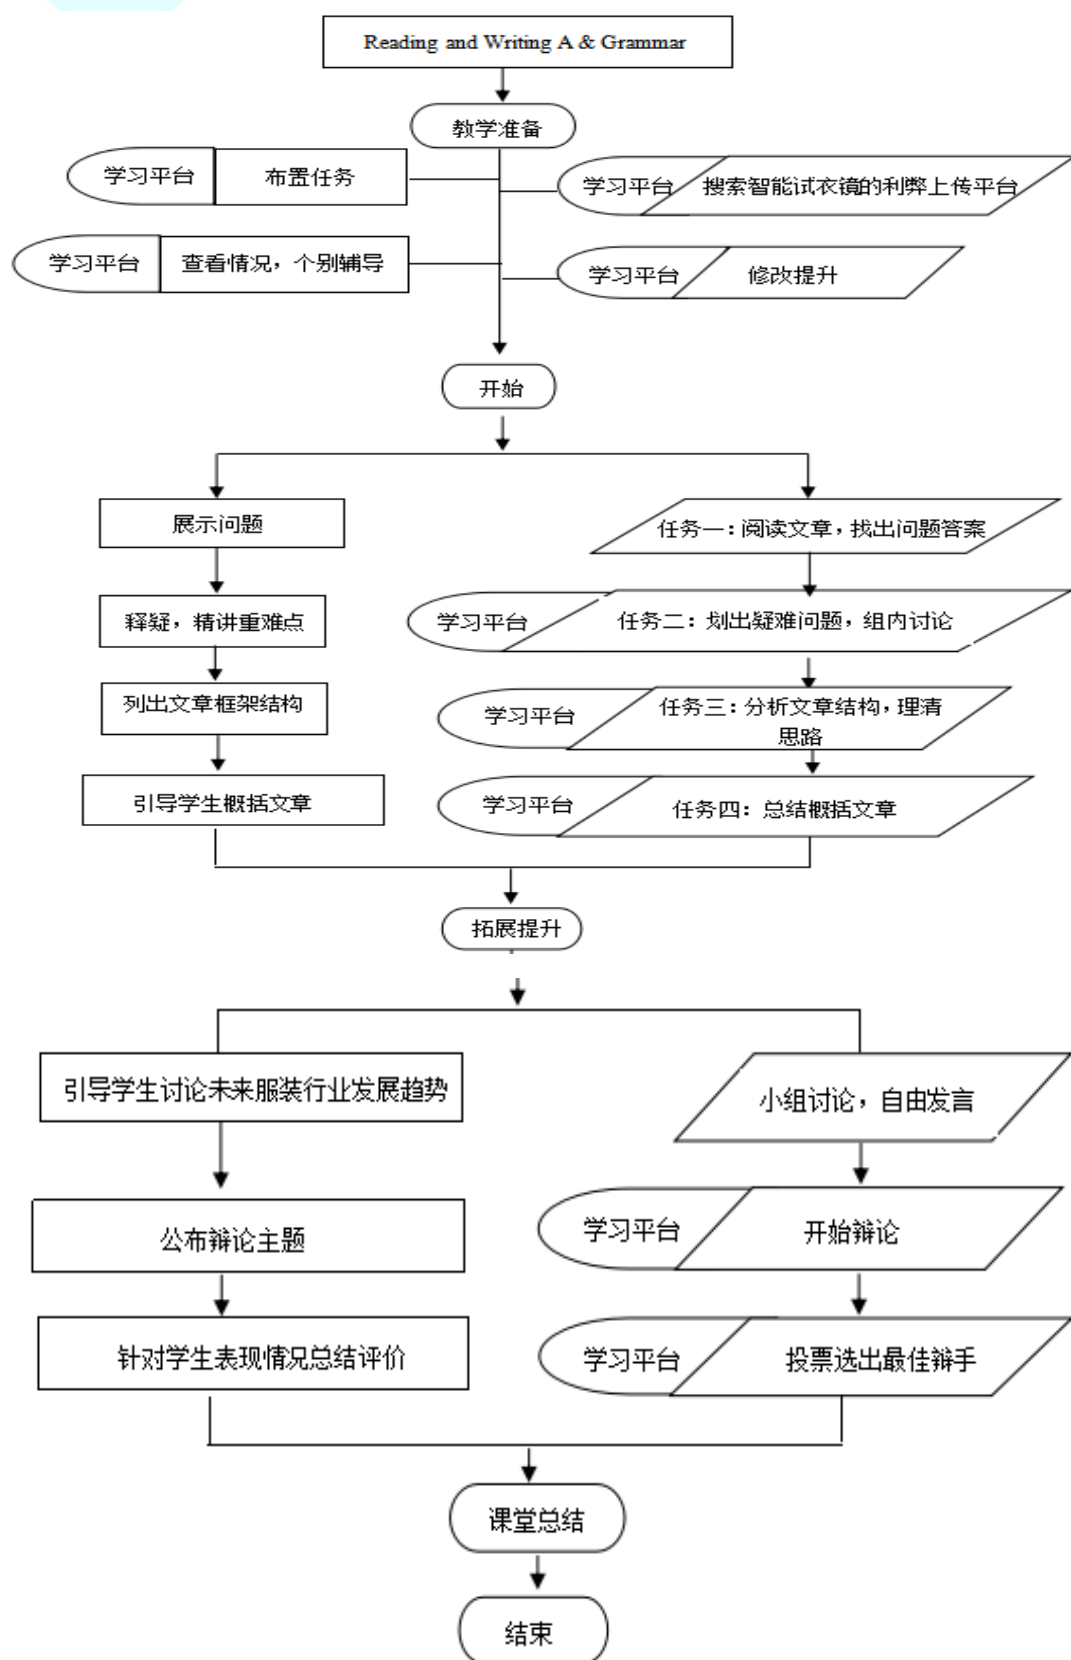 Reading and Writing A & Grammar
教学准备
学习平台
布置任务
学习平台
搜索智能试衣镜的利弊上传平台
学习平台
查看情况，个别辅导
学习平台
修改提升
开始
展示问题
任务一：阅读文章，找出问题答案
释疑，精讲重难点
学习平台
任务二：划出疑难问题，组内讨论
列出文章框架结构
学习平台
任务三：分析文章结构，理清
思路
引导学生概括文章
学习平台
任务四：总结概括文章
拓展提升
引导学生讨论未来服装行业发展趋势
小组讨论，自由发言
公布辩论主题
学习平台
开始辩论
针对学生表现情况总结评价
学习平台
投票选出最佳辩手
课堂总结
结束